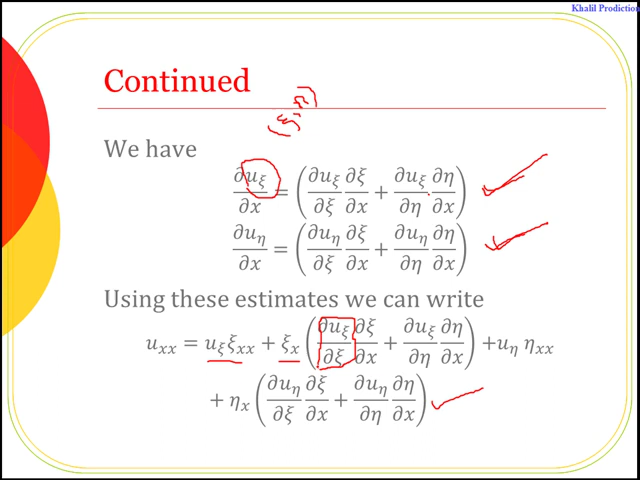 Khalil Prodiction
Continued
(ξ, η)
We have
∂u_ξ/∂x = (∂u_ξ/∂ξ ∂ξ/∂x + ∂u_ξ/∂η ∂η/∂x)
∂u_η/∂x = (∂u_η/∂ξ ∂ξ/∂x + ∂u_η/∂η ∂η/∂x)
Using these estimates we can write
u_xx = u_ξ ξ_xx + ξ_x (∂u_ξ/∂ξ ∂ξ/∂x + ∂u_ξ/∂η ∂η/∂x) + u_η η_xx
+ η_x (∂u_η/∂ξ ∂ξ/∂x + ∂u_η/∂η ∂η/∂x)